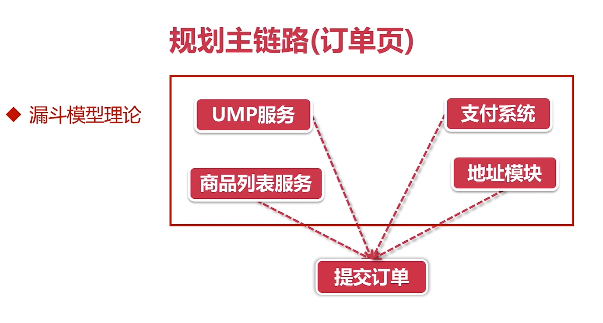 规划主链路(订单页)
漏斗模型理论
UMP服务
支付系统
商品列表服务
地址模块
提交订单